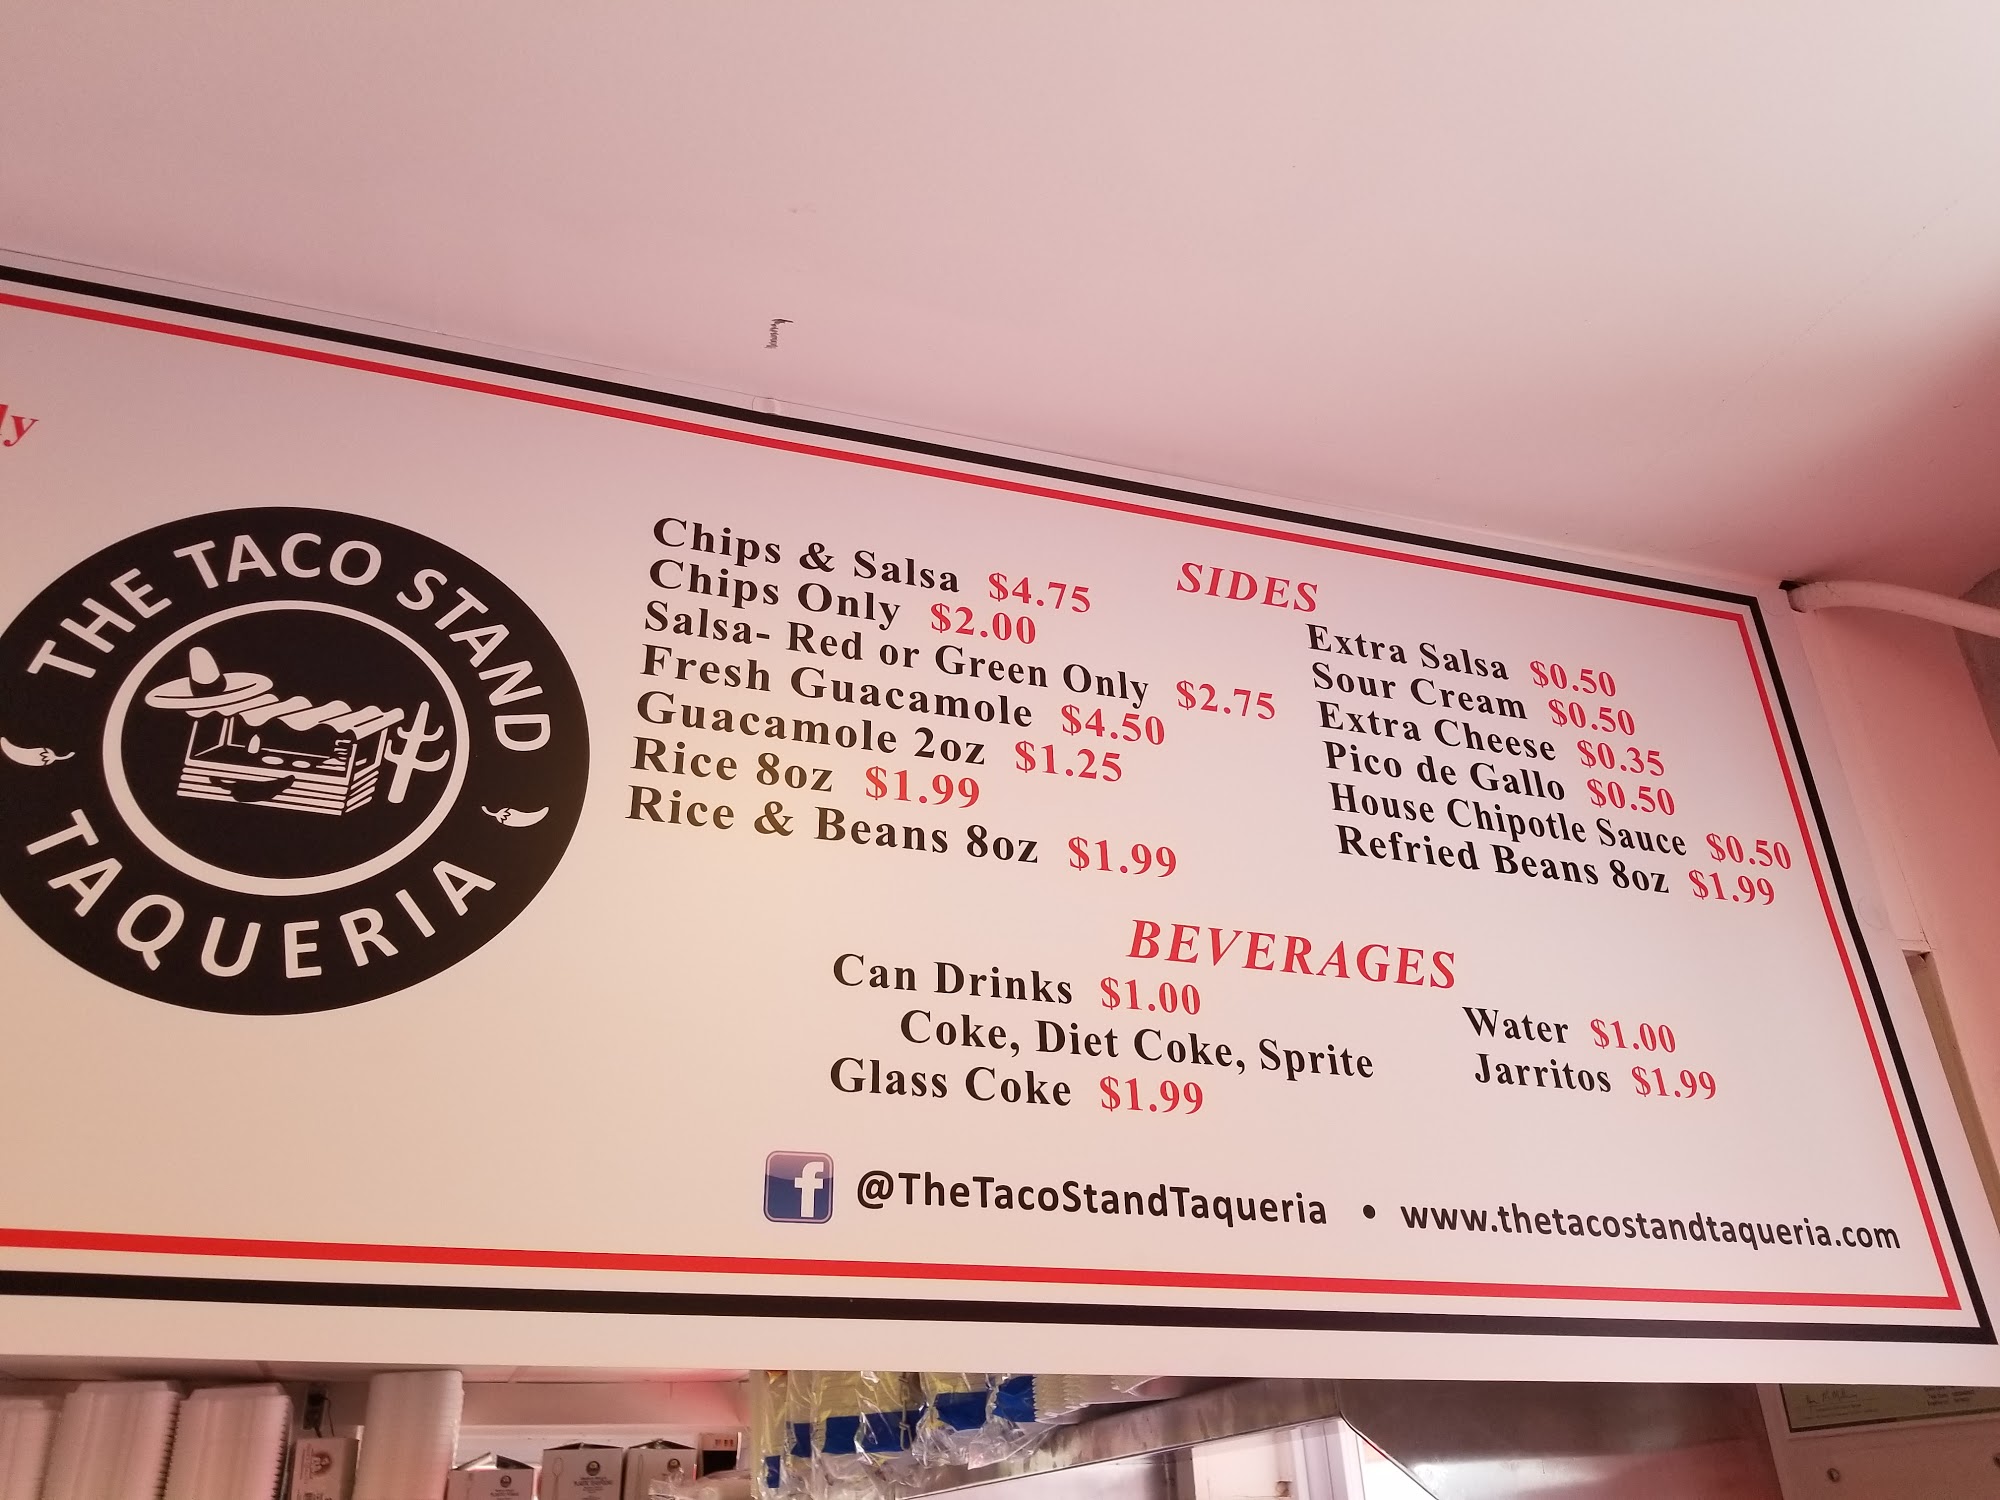 ly
THE TACO STAND
TAQUERIA
SIDES
Chips & Salsa $4.75
Chips Only $2.00
Salsa- Red or Green Only $2.75
Fresh Guacamole $4.50
Guacamole 2oz $1.25
Rice 8oz $1.99
Rice & Beans 8oz $1.99
Extra Salsa $0.50
Sour Cream $0.50
Extra Cheese $0.35
Pico de Gallo $0.50
House Chipotle Sauce $0.50
Refried Beans 8oz $1.99
BEVERAGES
Can Drinks $1.00
Coke, Diet Coke, Sprite
Glass Coke $1.99
Water $1.00
Jarritos $1.99
f @TheTacoStandTaqueria • www.thetacostandtaqueria.com